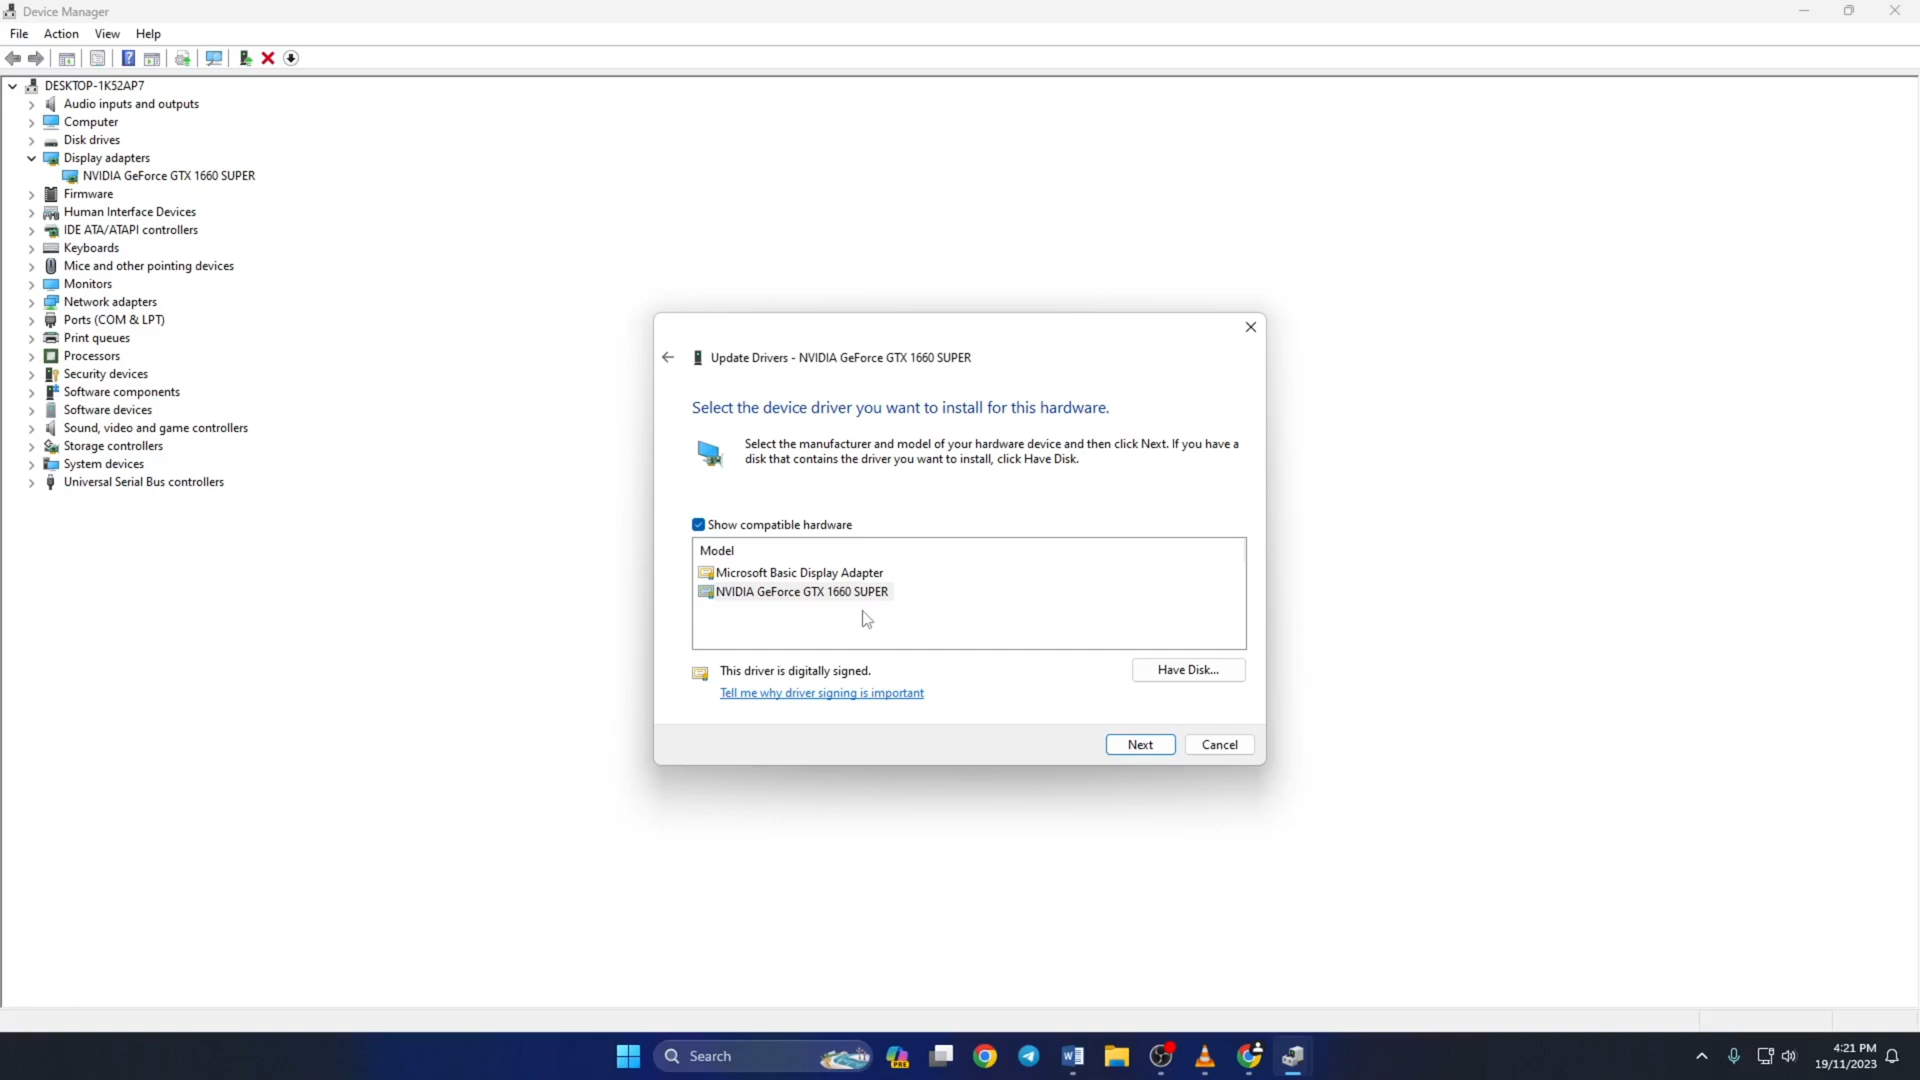 Device Manager
File Action View Help
DESKTOP-1K52AP7
Audio inputs and outputs
Computer
Disk drives
Display adapters
NVIDIA GeForce GTX 1660 SUPER
Firmware
Human Interface Devices
IDE ATA/ATAPI controllers
Keyboards
Mice and other pointing devices
Monitors
Network adapters
Ports (COM & LPT)
Print queues
Processors
Security devices
Software components
Software devices
Sound, video and game controllers
Storage controllers
System devices
Universal Serial Bus controllers
Update Drivers - NVIDIA GeForce GTX 1660 SUPER
Select the device driver you want to install for this hardware.
Select the manufacturer and model of your hardware device and then click Next. If you have a
disk that contains the driver you want to install, click Have Disk.
Show compatible hardware
Model
Microsoft Basic Display Adapter
NVIDIA GeForce GTX 1660 SUPER
This driver is digitally signed.
Have Disk...
Tell me why driver signing is important
Next Cancel
Search
PRE
4:21 PM
19/11/2023